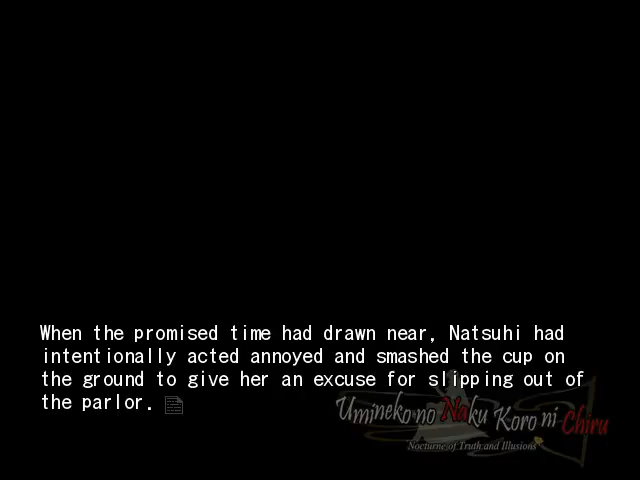 When the promised time had drawn near, Natsuhi had
intentionally acted annoyed and smashed the cup on
the ground to give her an excuse for slipping out of
the parlor.
Umineko no Naku Koro ni Chiru
Nocturne of Truth and Illusions